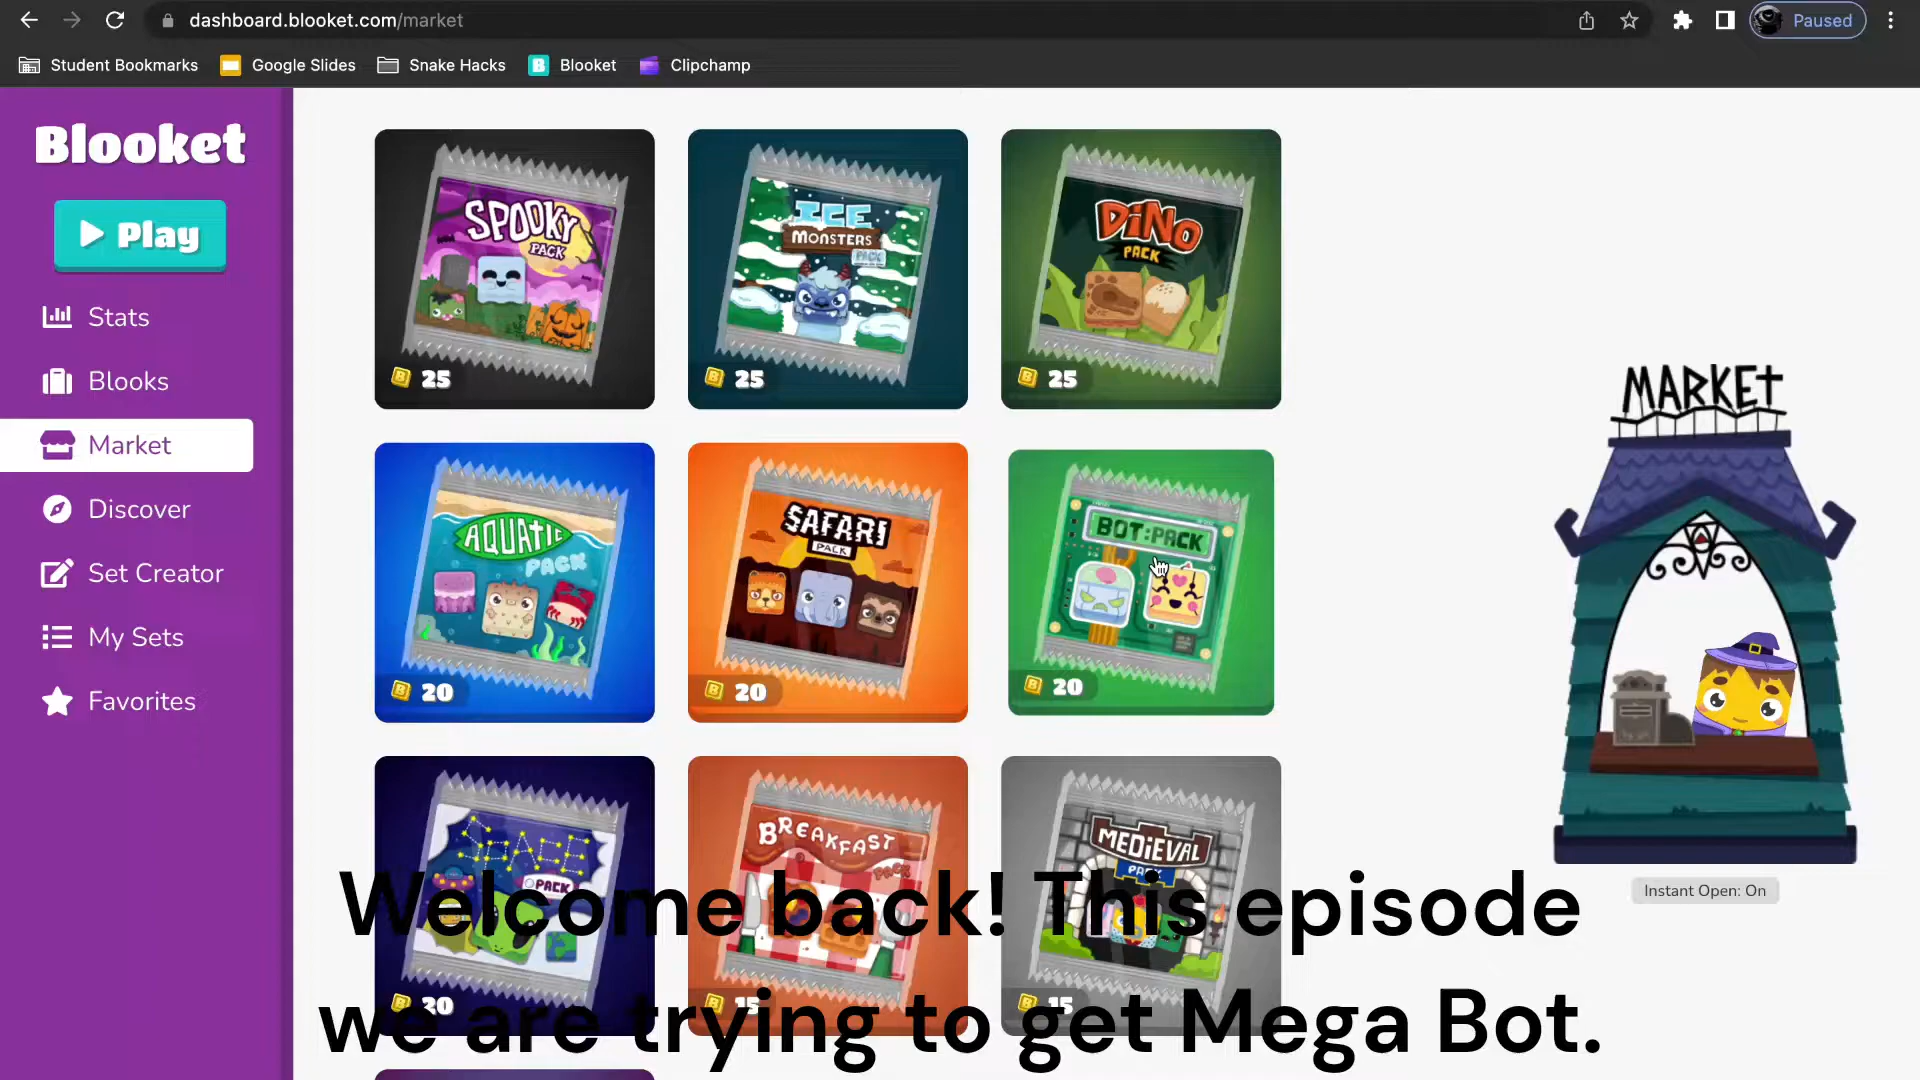 dashboard.blooket.com/market
Paused
Student Bookmarks
Google Slides
Snake Hacks
B
Blooket
Clipchamp
Blooket
Play
Stats
Blooks
Market
Discover
Set Creator
My Sets
Favorites
SPOOKY
PACK
25
ICE
MONSTERS
PACK
25
DINO
PACK
25
AQUATIC
PACK
20
SAFARI
PACK
20
BOT:PACK
20
SPACE
PACK
20
BREAKFAST
PACK
15
MEDIEVAL
PACK
15
MARKET
Instant Open: On
Welcome back! This episode
we are trying to get Mega Bot.